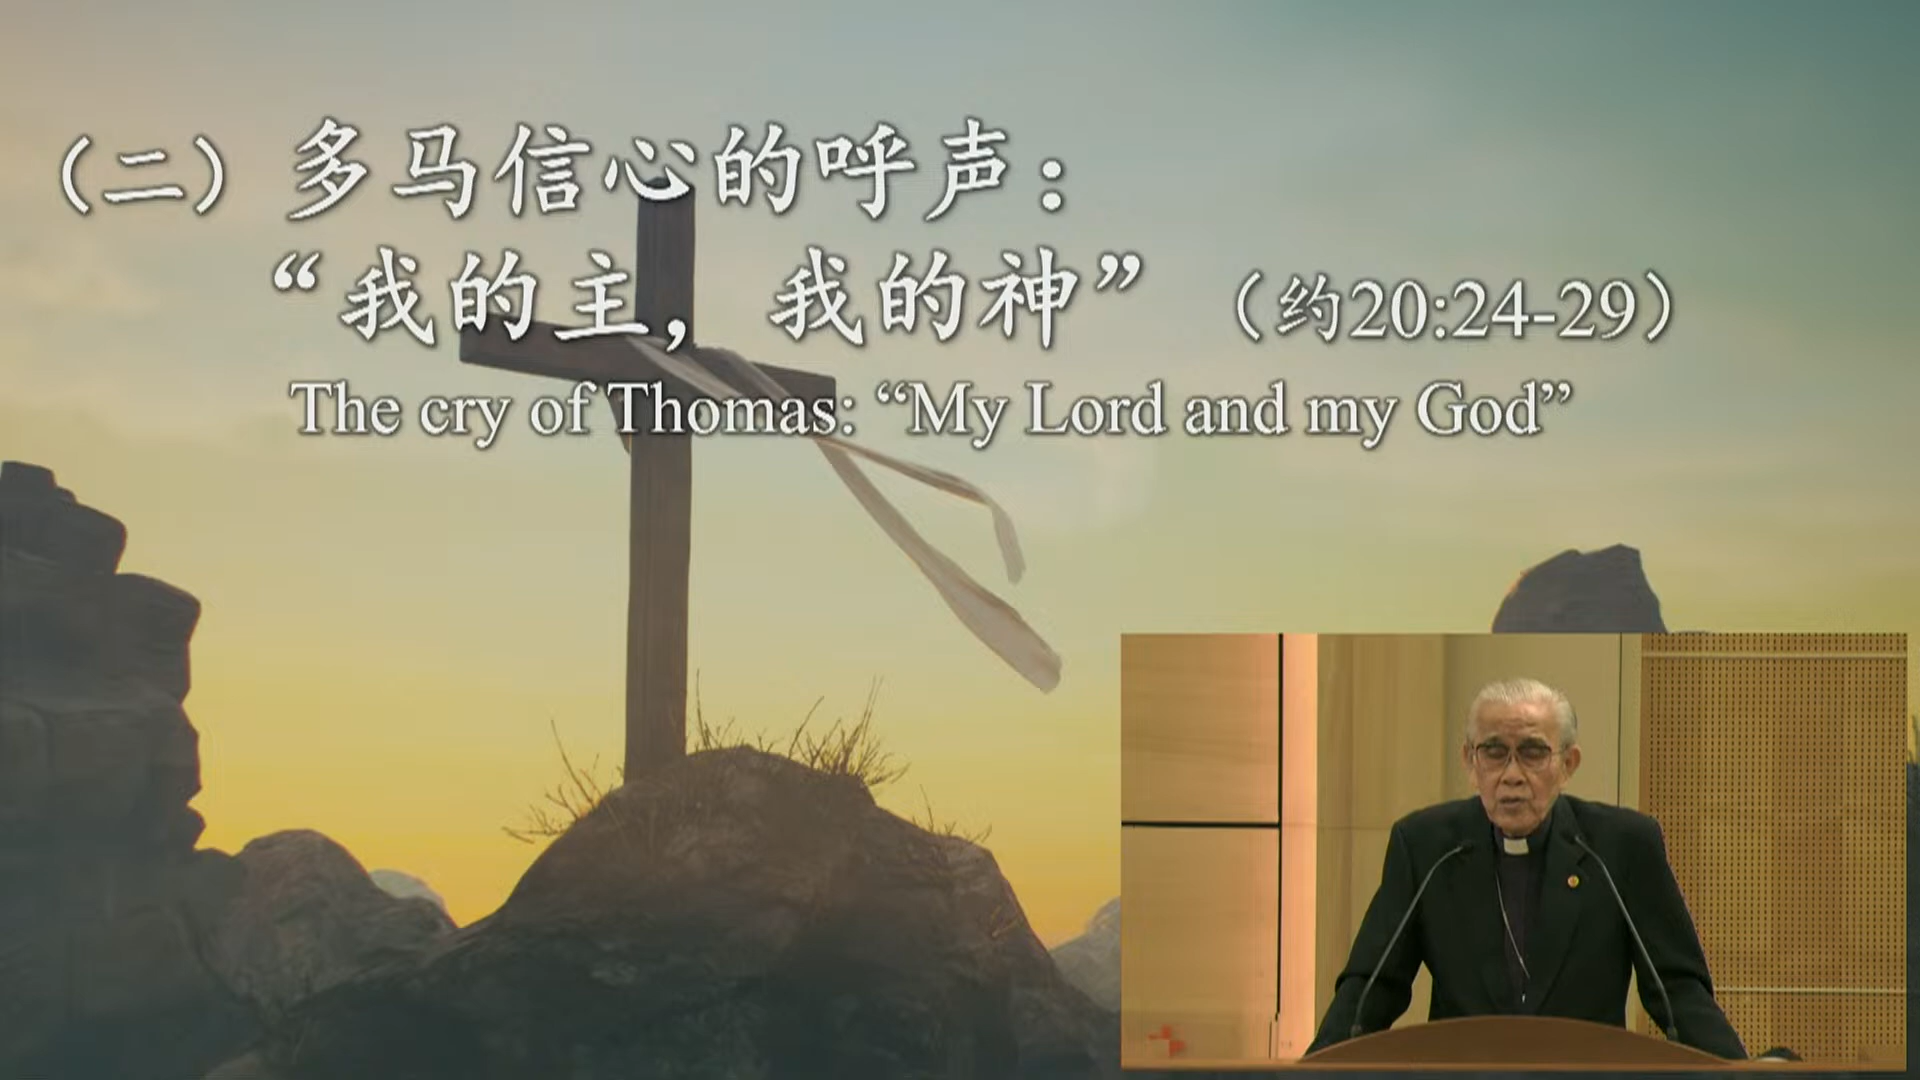 （二）多马信心的呼声：
“我的主，我的神”（约20:24-29）
The cry of Thomas: “My Lord and my God”